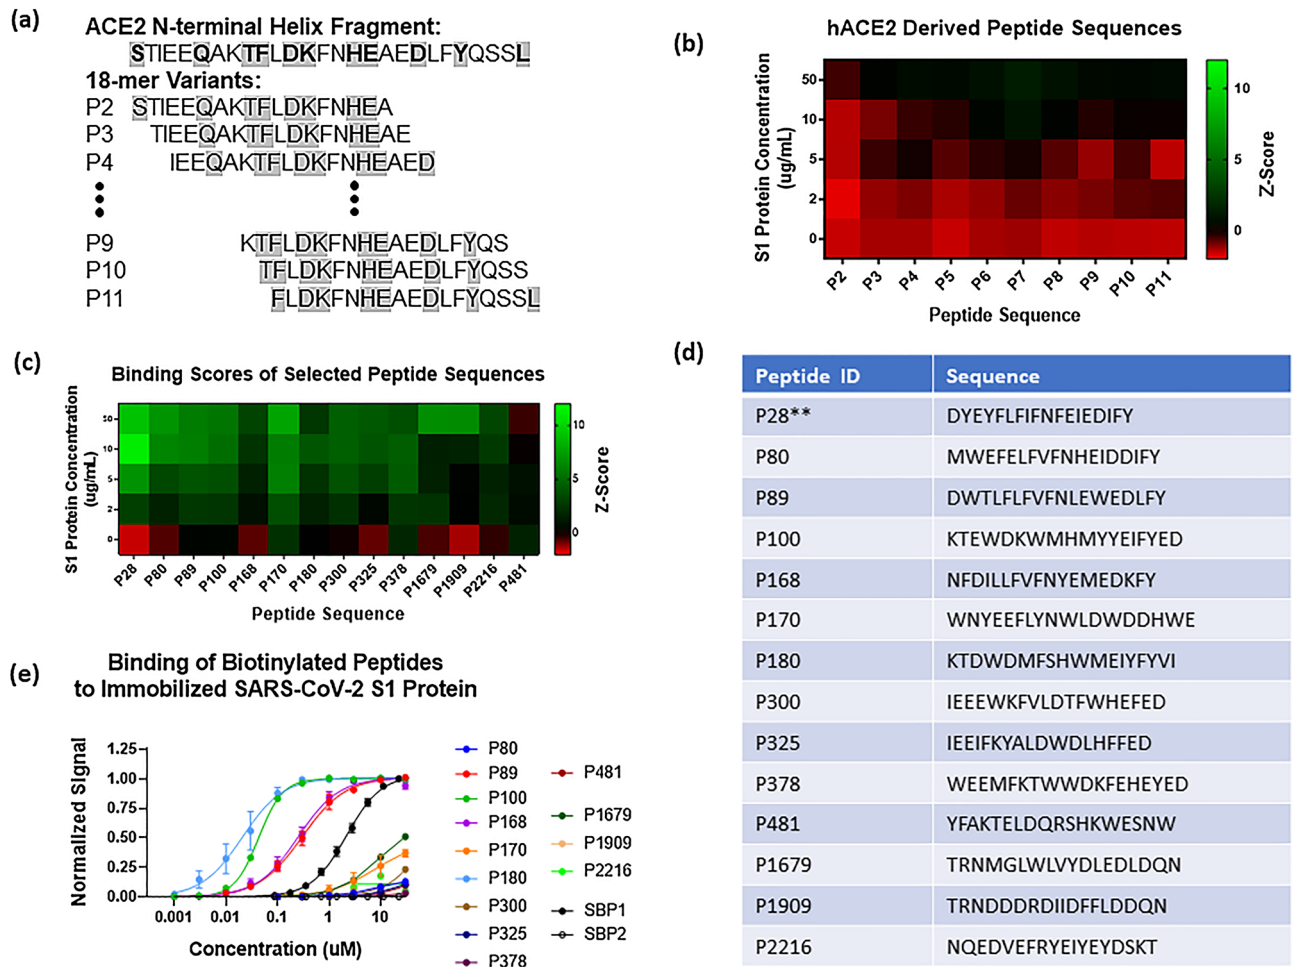 (a)
ACE2 N-terminal Helix Fragment:
STIEEQAKTFLDKFNHEAEDLFYQSSL
18-mer Variants:
P2 STIEEQAKTFLDKFNHEA
P3 TIEEQAKTFLDKFNHEAE
P4 IEEQAKTFLDKFNHEAED
P9 KTFLDKFNHEAEDLFYQS
P10 TFLDKFNHEAEDLFYQSS
P11 FLDKFNHEAEDLFYQSSL
(b)
hACE2 Derived Peptide Sequences
S1 Protein Concentration
(ug/mL)
50
10
5
2
0
P2 P3 P4 P5 P6 P7 P8 P9 P10 P11
Peptide Sequence
10
5
0
Z-Score
(c)
Binding Scores of Selected Peptide Sequences
S1 Protein Concentration
(ug/mL)
50
10
5
2
0
P28 P80 P89 P100 P168 P170 P180 P300 P325 P378 P1679 P1909 P2216 P481
Peptide Sequence
10
5
0
Z-Score
(d)
Peptide ID Sequence
P28** DYEYFLFIFNFEIEDIFY
P80 MWEFELFVFNHEIDDIFY
P89 DWTLFLFVFNLEWEDLFY
P100 KTEWDKWMHMYYEIFYED
P168 NFDILLFVFNYEMEDKFY
P170 WNYEEFLYNWLDWDDHWE
P180 KTDWDMFSHWMEIYFYVI
P300 IEEEWKFVLDTFWHEFED
P325 IEEIFKYALDWDLHFFED
P378 WEEMFKTWWDKFEHEYED
P481 YFAKTELDQRSHKWESNW
P1679 TRNMGLWLVYDLEDLDQN
P1909 TRNDDDRDIIDFFLDDQN
P2216 NQEDVEFRYEIYEYDSKT
(e)
Binding of Biotinylated Peptides
to Immobilized SARS-CoV-2 S1 Protein
Normalized Signal
1.25
1.00
0.75
0.50
0.25
0.00
0.001 0.01 0.1 1 10
Concentration (uM)
P80
P89
P100
P168
P170
P180
P300
P325
P378
P481
P1679
P1909
P2216
SBP1
SBP2